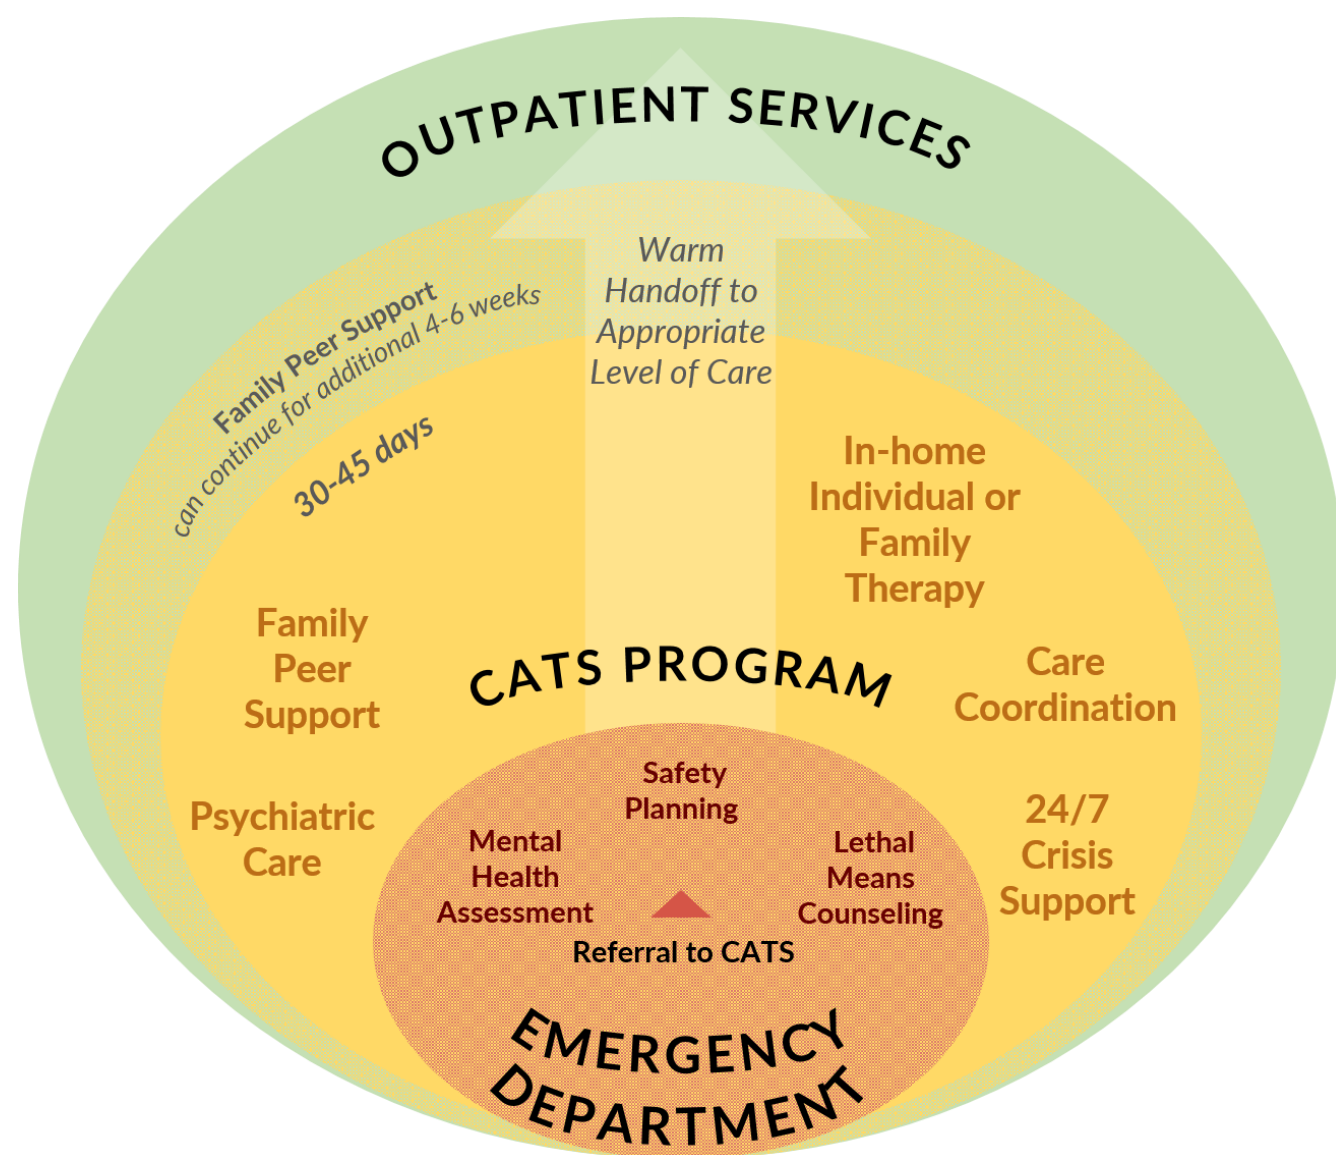 OUTPATIENT SERVICES
Warm
Handoff to
Appropriate
Level of Care
Family Peer Support
can continue for additional 4-6 weeks
30-45 days
In-home
Individual or
Family
Therapy
Family
Peer
Support
CATS PROGRAM
Care
Coordination
Psychiatric
Care
24/7
Crisis
Support
Safety
Planning
Mental
Health
Assessment
Lethal
Means
Counseling
Referral to CATS
EMERGENCY
DEPARTMENT